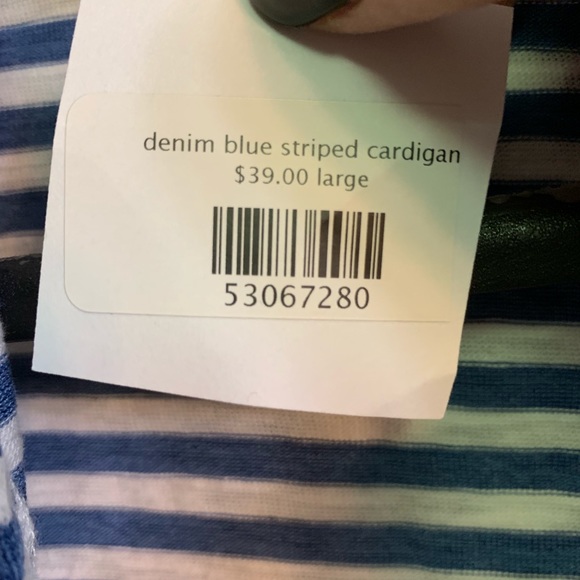 denim blue striped cardigan
$39.00 large
53067280